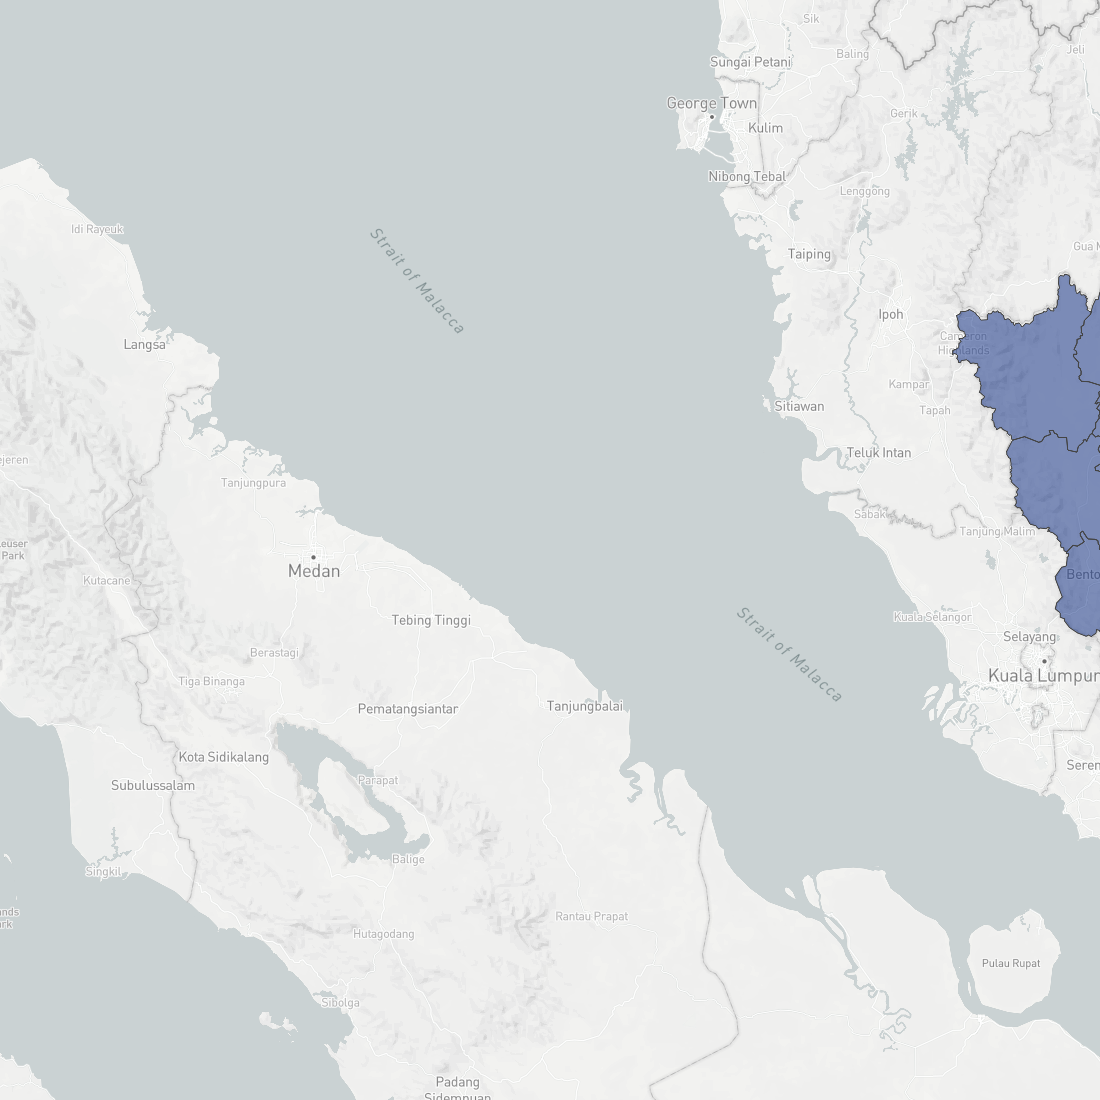 Sik
Jeli
Baling
Sungai Petani
George Town
Gerik
Kulim
Nibong Tebal
Lenggong
Idi Rayeuk
Strait of Malacca
Gua M
Taiping
Ipoh
Langsa
Cameron
Highlands
Kampar
Sitiawan
Tapah
Teluk Intan
ejeren
Tanjungpura
Sabak
Tanjung Malim
euser
Park
Medan
Kutacane
Bento
Tebing Tinggi
Kuala Selangor
Strait of Malacca
Selayang
Berastagi
Kuala Lumpur
Tiga Binanga
Pematangsiantar
Tanjungbalai
Kota Sidikalang
Seren
Parapat
Subulussalam
Balige
Singkil
nds
rk
Rantau Prapat
Hutagodang
Pulau Rupat
Sibolga
Padang
Sidempuan